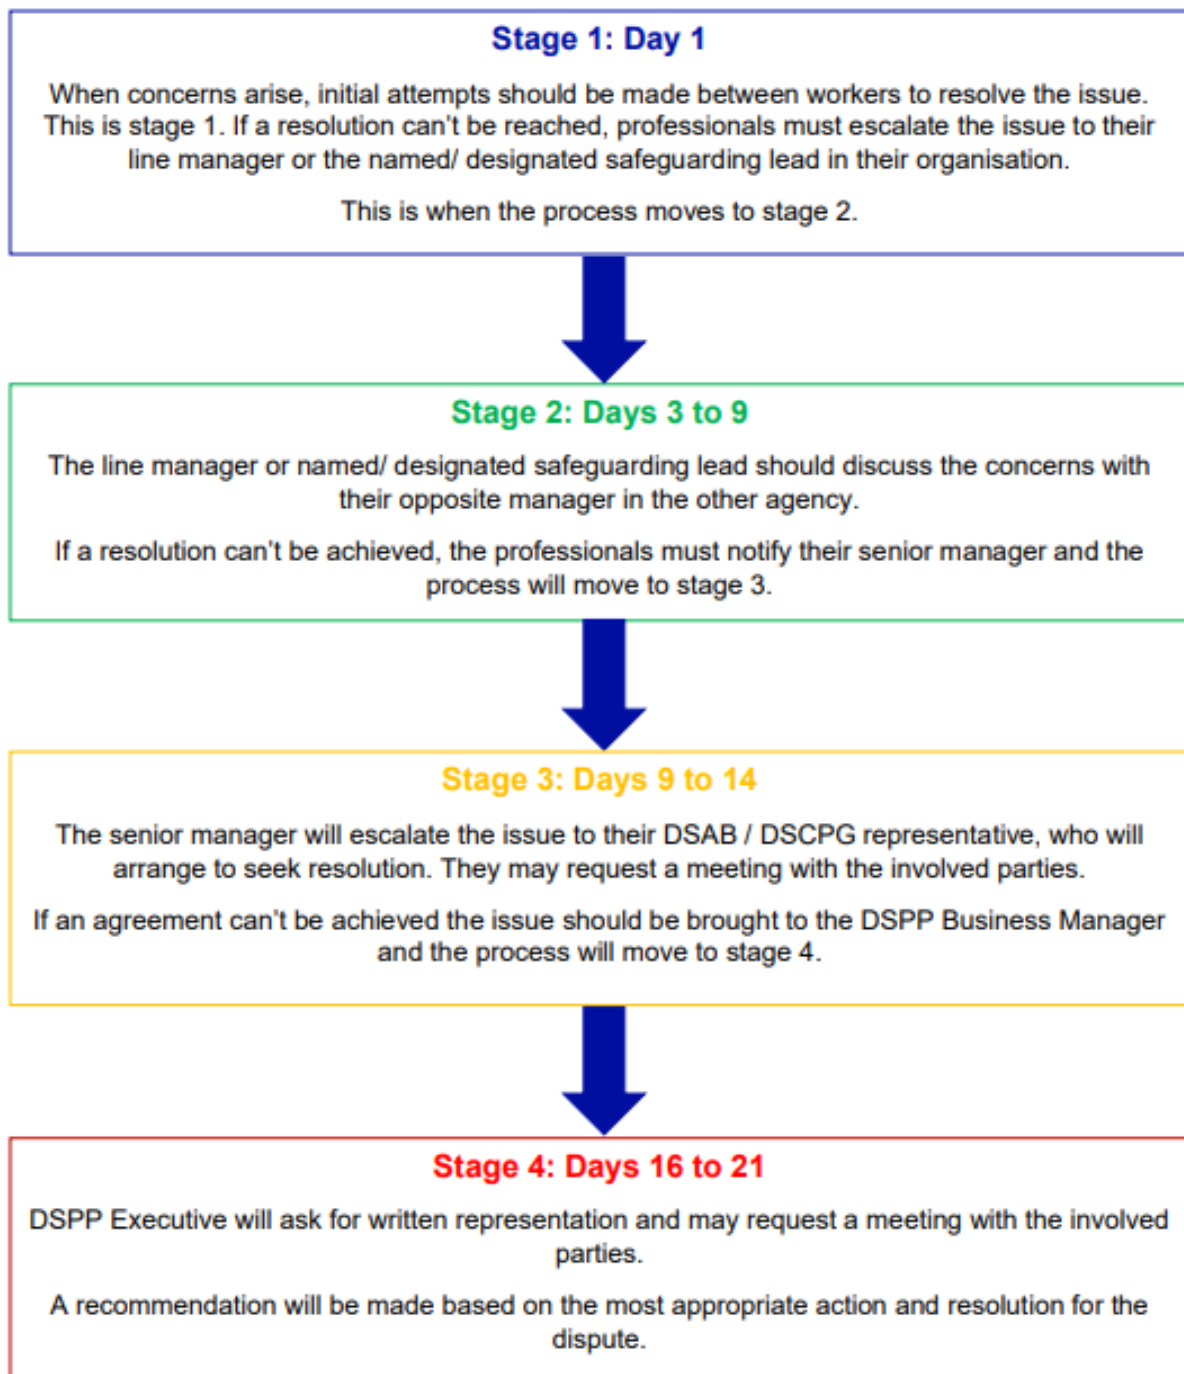 Stage 1: Day 1
When concerns arise, initial attempts should be made between workers to resolve the issue.
This is stage 1. If a resolution can't be reached, professionals must escalate the issue to their
line manager or the named/ designated safeguarding lead in their organisation.
This is when the process moves to stage 2.
Stage 2: Days 3 to 9
The line manager or named/ designated safeguarding lead should discuss the concerns with
their opposite manager in the other agency.
If a resolution can't be achieved, the professionals must notify their senior manager and the
process will move to stage 3.
Stage 3: Days 9 to 14
The senior manager will escalate the issue to their DSAB / DSCPG representative, who will
arrange to seek resolution. They may request a meeting with the involved parties.
If an agreement can't be achieved the issue should be brought to the DSPP Business Manager
and the process will move to stage 4.
Stage 4: Days 16 to 21
DSPP Executive will ask for written representation and may request a meeting with the involved
parties.
A recommendation will be made based on the most appropriate action and resolution for the
dispute.